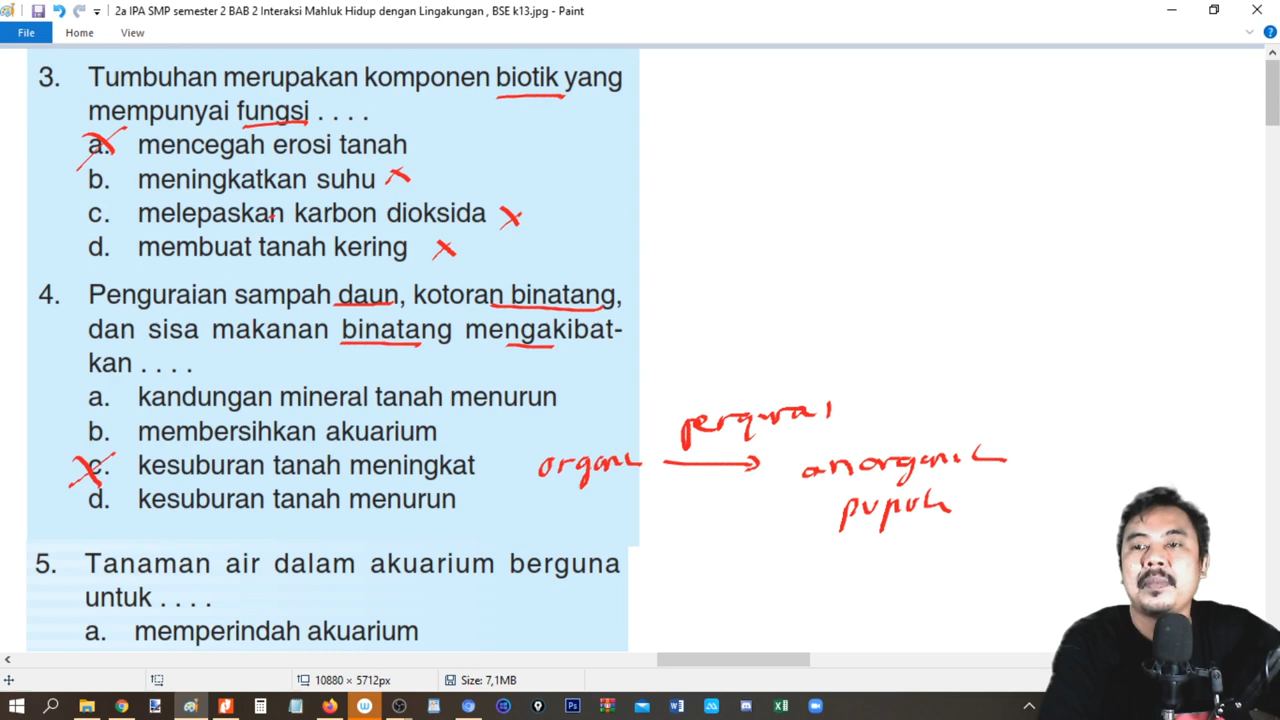 2a IPA SMP semester 2 BAB 2 Interaksi Mahluk Hidup dengan Lingakungan , BSE k13.jpg - Paint
File Home View
3. Tumbuhan merupakan komponen biotik yang
mempunyai fungsi . . . .
a. mencegah erosi tanah
b. meningkatkan suhu
c. melepaskan karbon dioksida
d. membuat tanah kering
4. Penguraian sampah daun, kotoran binatang,
dan sisa makanan binatang mengakibat-
kan . . . .
a. kandungan mineral tanah menurun
b. membersihkan akuarium
c. kesuburan tanah meningkat
d. kesuburan tanah menurun
pengurai
organik anorganik
pupuk
5. Tanaman air dalam akuarium berguna
untuk . . . .
a. memperindah akuarium
10880 × 5712px Size: 7,1MB